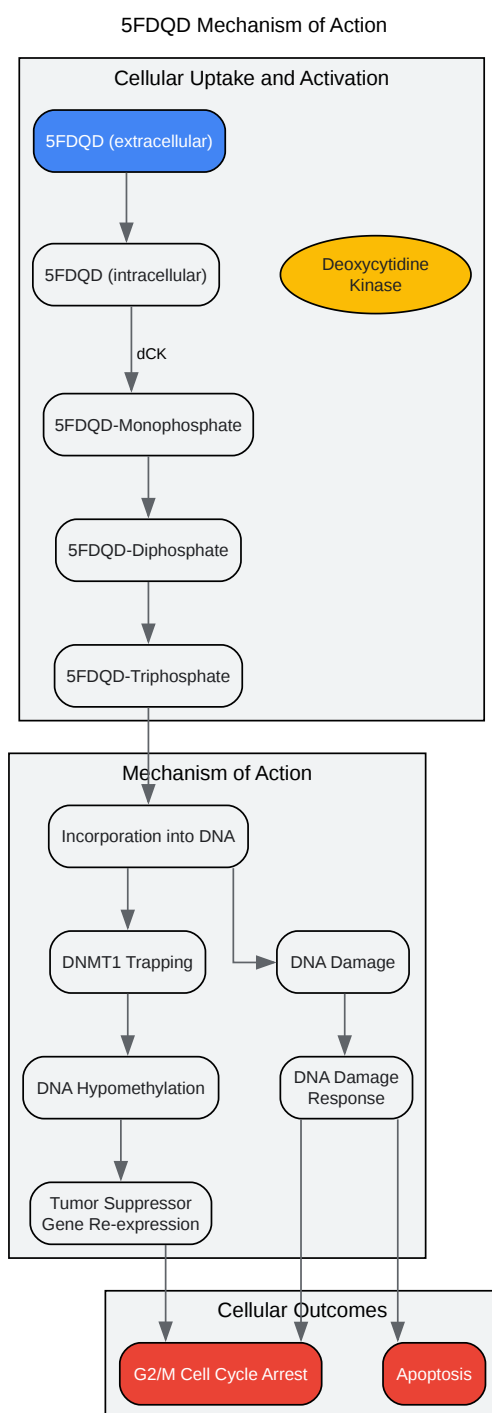 5FDQD Mechanism of Action
Cellular Uptake and Activation
5FDQD (extracellular)
5FDQD (intracellular)
Deoxycytidine
Kinase
dCK
5FDQD-Monophosphate
5FDQD-Diphosphate
5FDQD-Triphosphate
Mechanism of Action
Incorporation into DNA
DNMT1 Trapping
DNA Damage
DNA Hypomethylation
DNA Damage
Response
Tumor Suppressor
Gene Re-expression
Cellular Outcomes
G2/M Cell Cycle Arrest
Apoptosis